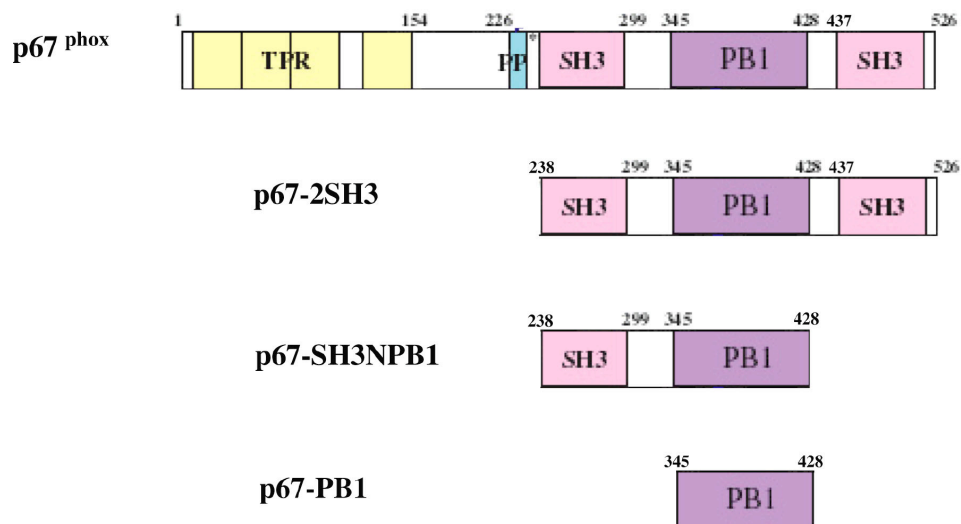 1 154 226 299 345 428 437 526
p67 phox TPR PP * SH3 PB1 SH3
238 299 345 428 437 526
p67-2SH3 SH3 PB1 SH3
238 299 345 428
p67-SH3NPB1 SH3 PB1
345 428
p67-PB1 PB1